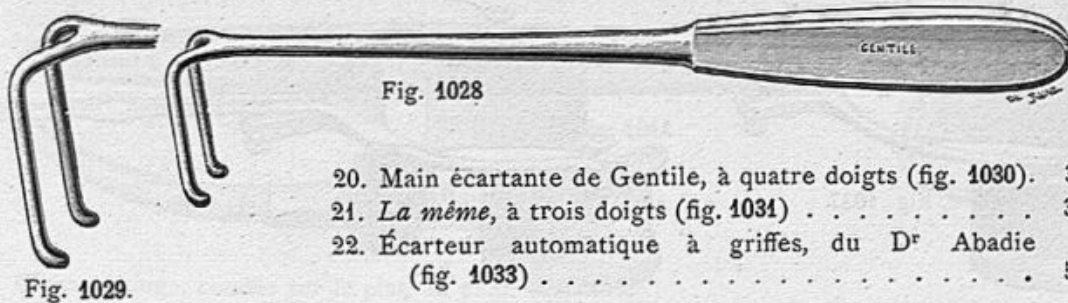 GENTILE
Fig. 1028
20. Main écartante de Gentile, à quatre doigts (fig. 1030).
21. La même, à trois doigts (fig. 1031) . . . . . . . . .
22. Écarteur automatique à griffes, du Dʳ Abadie
(fig. 1033) . . . . . . . . . . . . . . . . . .
Fig. 1029.